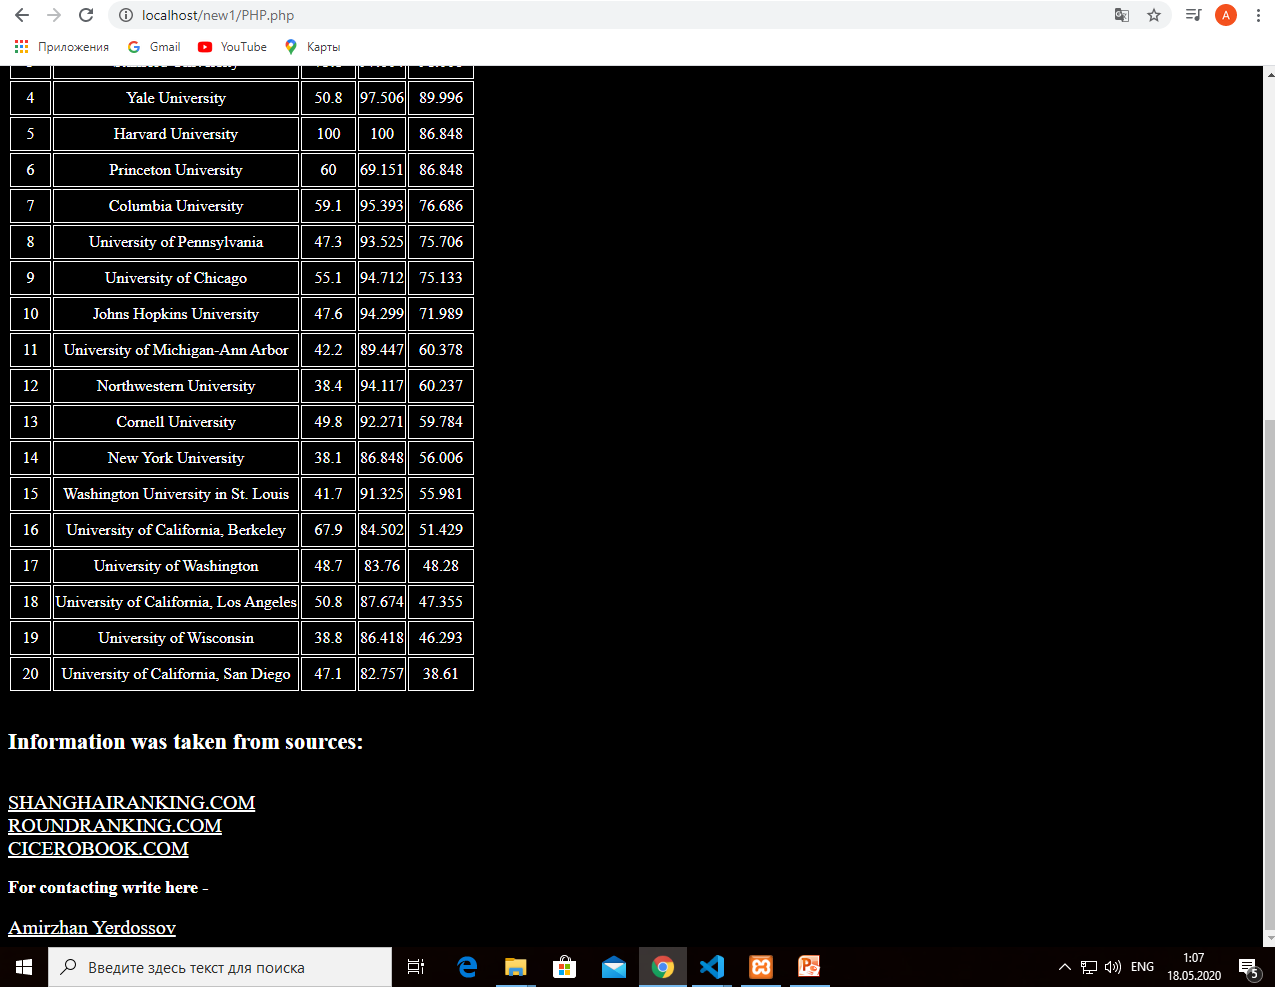 localhost/new1/PHP.php
A
Приложения Gmail YouTube Карты
4 Yale University 50.8 97.506 89.996
5 Harvard University 100 100 86.848
6 Princeton University 60 69.151 86.848
7 Columbia University 59.1 95.393 76.686
8 University of Pennsylvania 47.3 93.525 75.706
9 University of Chicago 55.1 94.712 75.133
10 Johns Hopkins University 47.6 94.299 71.989
11 University of Michigan-Ann Arbor 42.2 89.447 60.378
12 Northwestern University 38.4 94.117 60.237
13 Cornell University 49.8 92.271 59.784
14 New York University 38.1 86.848 56.006
15 Washington University in St. Louis 41.7 91.325 55.981
16 University of California, Berkeley 67.9 84.502 51.429
17 University of Washington 48.7 83.76 48.28
18 University of California, Los Angeles 50.8 87.674 47.355
19 University of Wisconsin 38.8 86.418 46.293
20 University of California, San Diego 47.1 82.757 38.61
Information was taken from sources:
SHANGHAIRANKING.COM
ROUNDRANKING.COM
CICEROBOOK.COM
For contacting write here -
Amirzhan Yerdossov
Введите здесь текст для поиска
ENG
1:07
18.05.2020
5